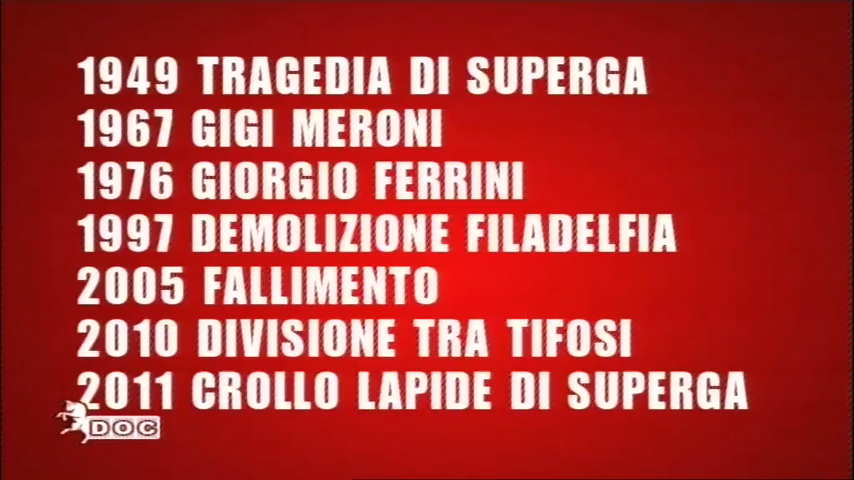 1949 TRAGEDIA DI SUPERGA
1967 GIGI MERONI
1976 GIORGIO FERRINI
1997 DEMOLIZIONE FILADELFIA
2005 FALLIMENTO
2010 DIVISIONE TRA TIFOSI
2011 CROLLO LAPIDE DI SUPERGA
DOC